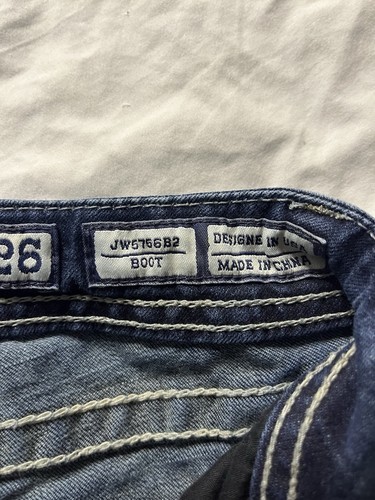 26
JW5756B2
BOOT
DESIGNE IN USA
MADE IN CHINA